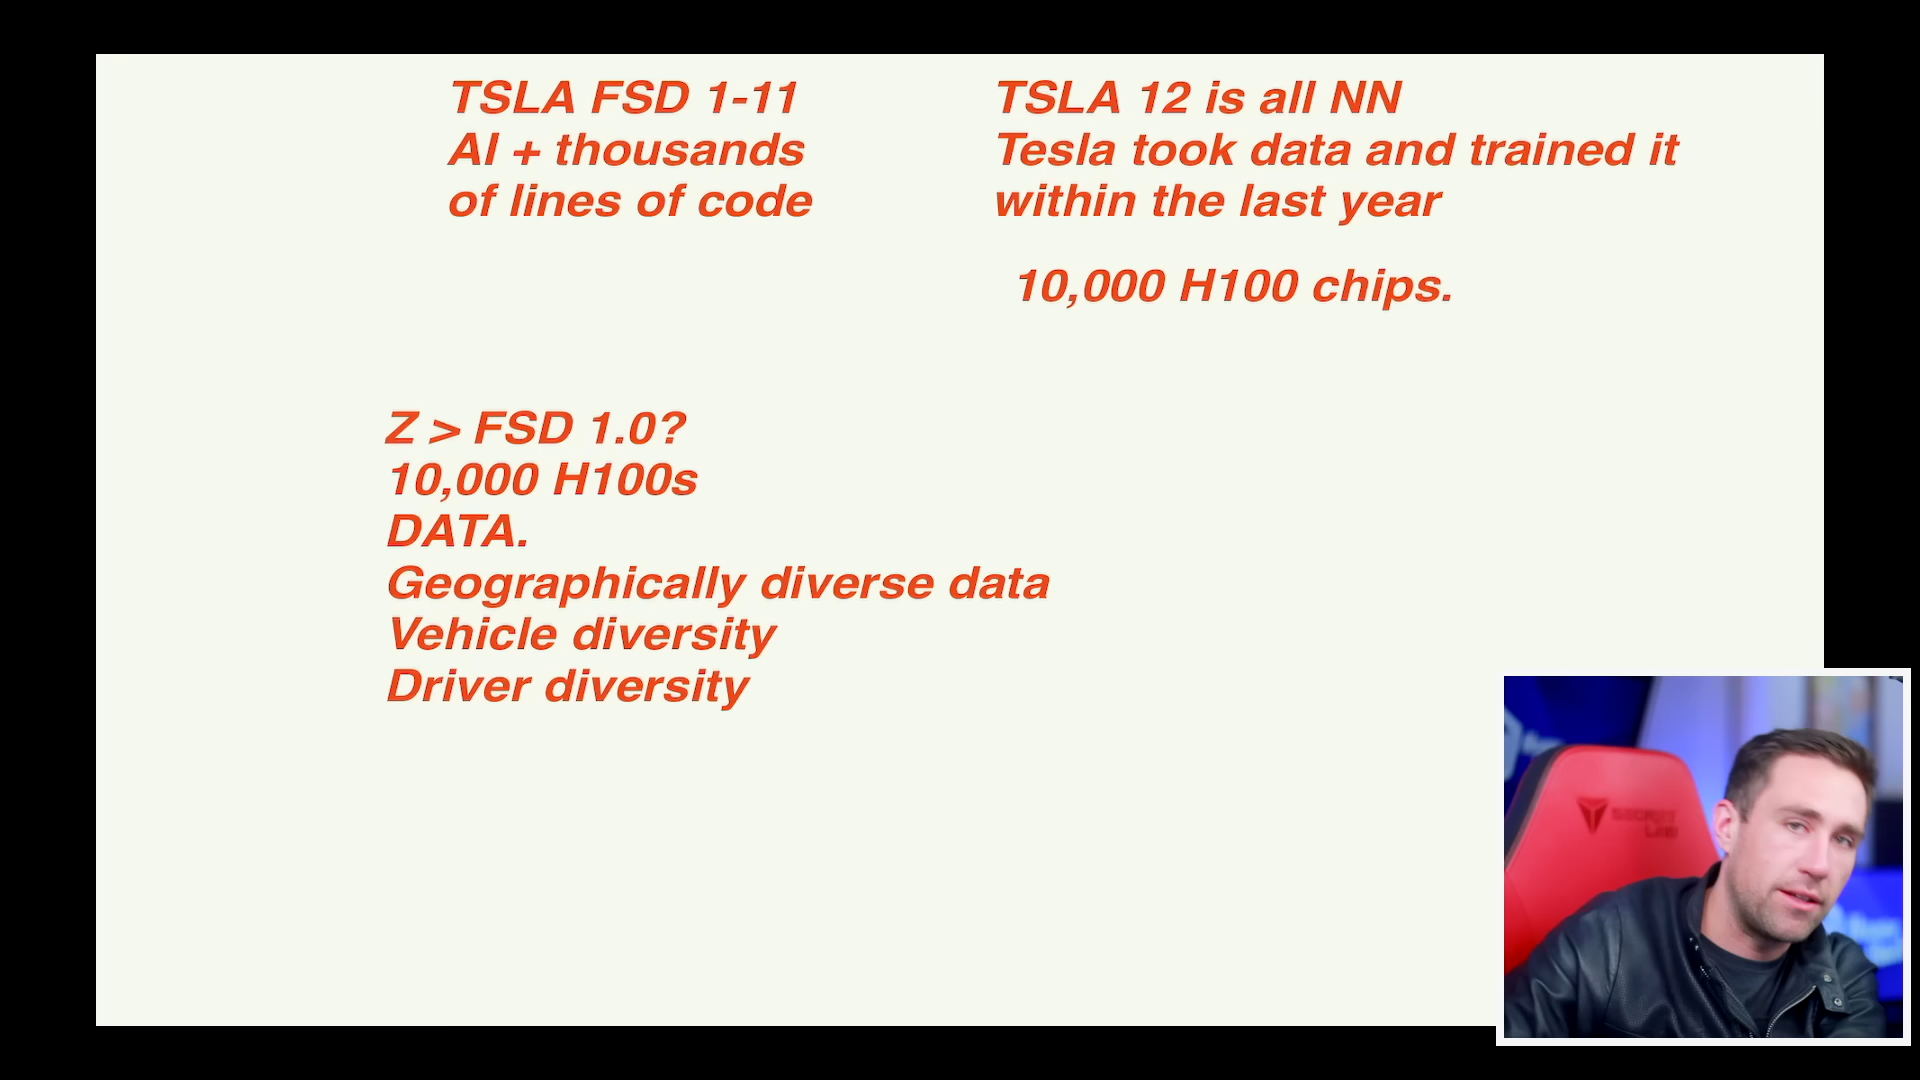 TSLA FSD 1-11
AI + thousands
of lines of code
TSLA 12 is all NN
Tesla took data and trained it
within the last year
10,000 H100 chips.
Z > FSD 1.0?
10,000 H100s
DATA.
Geographically diverse data
Vehicle diversity
Driver diversity
SECRET
LAB